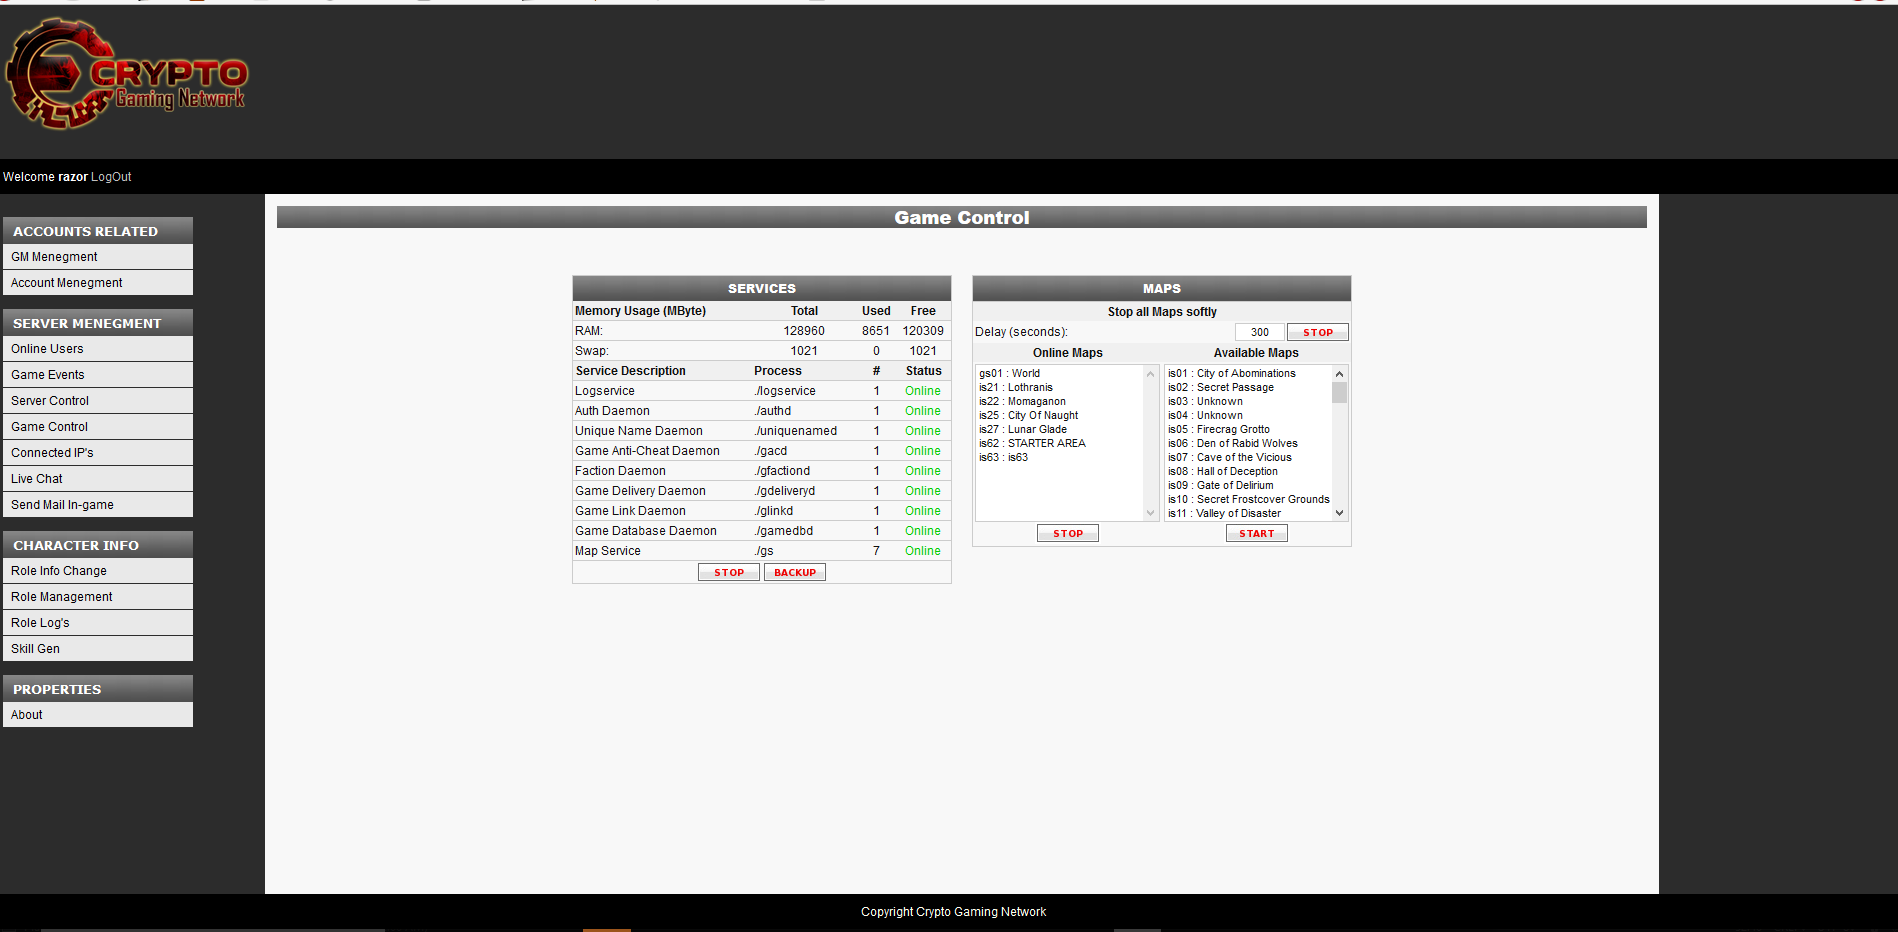 CRYPTO
Gaming Network
Welcome razor LogOut
ACCOUNTS RELATED
GM Menegment
Account Menegment
SERVER MENEGMENT
Online Users
Game Events
Server Control
Game Control
Connected IP's
Live Chat
Send Mail In-game
CHARACTER INFO
Role Info Change
Role Management
Role Log's
Skill Gen
PROPERTIES
About
Game Control
SERVICES
Memory Usage (MByte) Total Used Free
RAM: 128960 8651 120309
Swap: 1021 0 1021
Service Description Process # Status
Logservice ./logservice 1 Online
Auth Daemon ./authd 1 Online
Unique Name Daemon ./uniquenamed 1 Online
Game Anti-Cheat Daemon ./gacd 1 Online
Faction Daemon ./gfactiond 1 Online
Game Delivery Daemon ./gdeliveryd 1 Online
Game Link Daemon ./glinkd 1 Online
Game Database Daemon ./gamedbd 1 Online
Map Service ./gs 7 Online
STOP BACKUP
MAPS
Stop all Maps softly
Delay (seconds): 300 STOP
Online Maps
gs01 : World
is21 : Lothranis
is22 : Momaganon
is25 : City Of Naught
is27 : Lunar Glade
is62 : STARTER AREA
is63 : is63
STOP
Available Maps
is01 : City of Abominations
is02 : Secret Passage
is03 : Unknown
is04 : Unknown
is05 : Firecrag Grotto
is06 : Den of Rabid Wolves
is07 : Cave of the Vicious
is08 : Hall of Deception
is09 : Gate of Delirium
is10 : Secret Frostcover Grounds
is11 : Valley of Disaster
START
Copyright Crypto Gaming Network